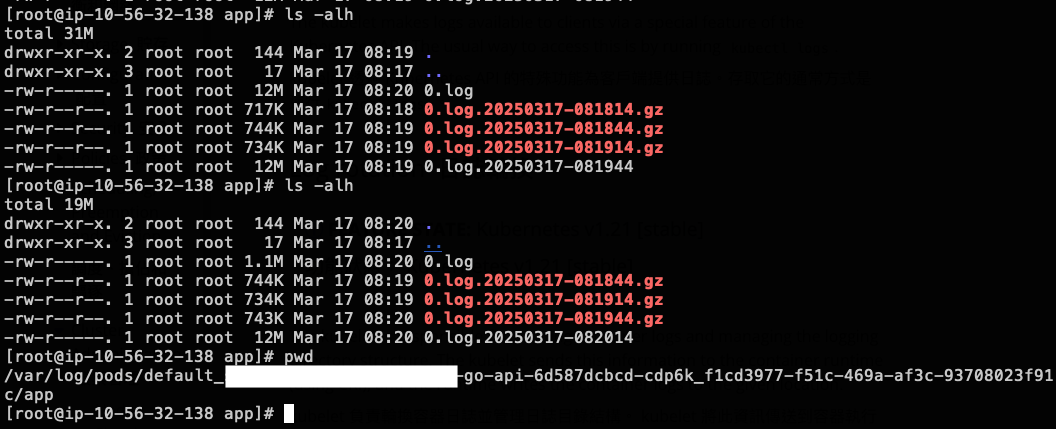 [root@ip-10-56-32-138 app]# ls -alh
total 31M
drwxr-xr-x. 2 root root  144 Mar 17 08:19 .
drwxr-xr-x. 3 root root   17 Mar 17 08:17 ..
-rw-r-----. 1 root root  12M Mar 17 08:20 0.log
-rw-r--r--. 1 root root 717K Mar 17 08:18 0.log.20250317-081814.gz
-rw-r--r--. 1 root root 744K Mar 17 08:19 0.log.20250317-081844.gz
-rw-r--r--. 1 root root 734K Mar 17 08:19 0.log.20250317-081914.gz
-rw-r-----. 1 root root  12M Mar 17 08:19 0.log.20250317-081944
[root@ip-10-56-32-138 app]# ls -alh
total 19M
drwxr-xr-x. 2 root root  144 Mar 17 08:20 .
drwxr-xr-x. 3 root root   17 Mar 17 08:17 ..
-rw-r-----. 1 root root 1.1M Mar 17 08:20 0.log
-rw-r--r--. 1 root root 744K Mar 17 08:19 0.log.20250317-081844.gz
-rw-r--r--. 1 root root 734K Mar 17 08:19 0.log.20250317-081914.gz
-rw-r--r--. 1 root root 743K Mar 17 08:20 0.log.20250317-081944.gz
-rw-r-----. 1 root root  12M Mar 17 08:20 0.log.20250317-082014
[root@ip-10-56-32-138 app]# pwd
/var/log/pods/default_ -go-api-6d587dcbcd-cdp6k_f1cd3977-f51c-469a-af3c-93708023f91
c/app
[root@ip-10-56-32-138 app]#